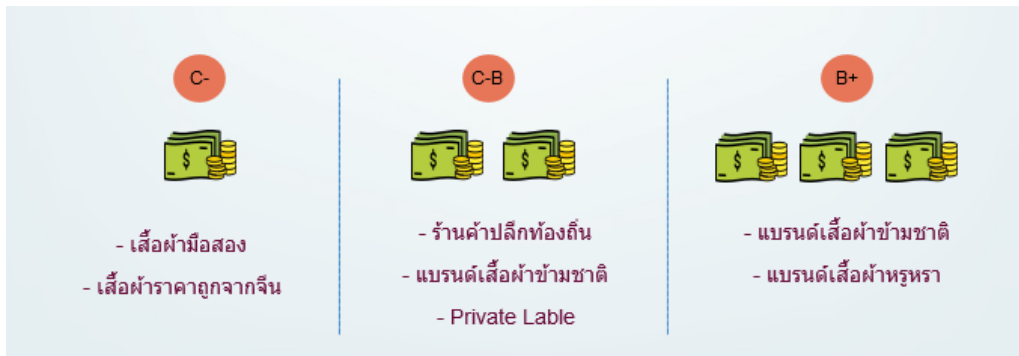 C-
- เสื้อผ้ามือสอง
- เสื้อผ้าราคาถูกจากจีน
C-B
- ร้านค้าปลีกท้องถิ่น
- แบรนด์เสื้อผ้าข้ามชาติ
- Private Lable
B+
- แบรนด์เสื้อผ้าข้ามชาติ
- แบรนด์เสื้อผ้าหรูหรา